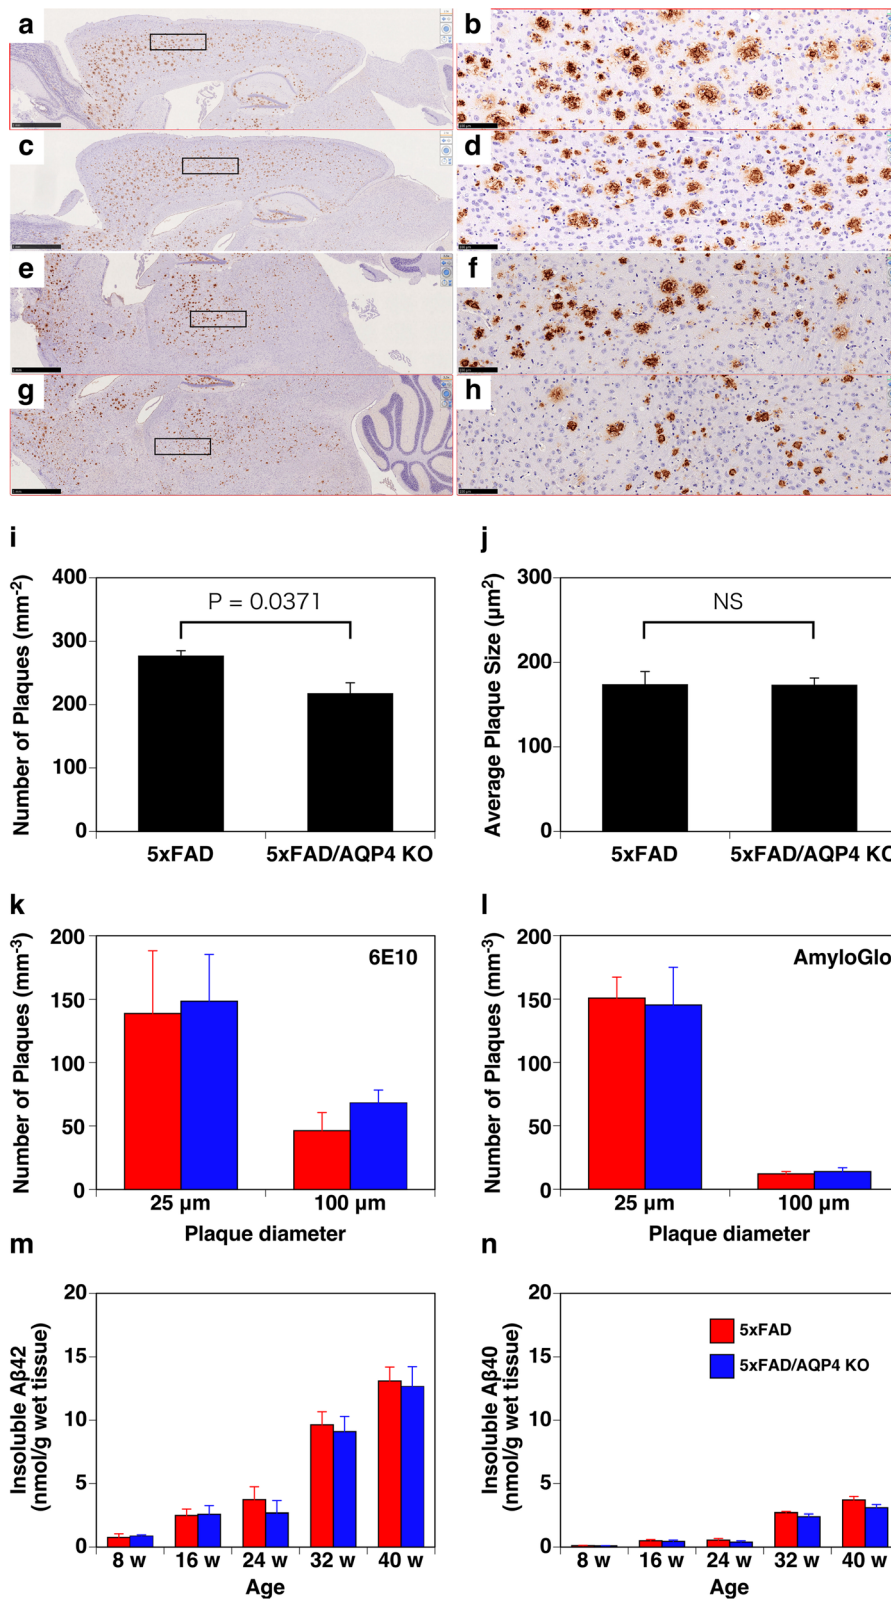 a
b
c
d
e
f
g
h
i
Number of Plaques (mm-2)
400
300
200
100
0
P = 0.0371
5xFAD
5xFAD/AQP4 KO
j
Average Plaque Size (µm2)
300
200
100
0
NS
5xFAD
5xFAD/AQP4 KO
k
Number of Plaques (mm-3)
200
150
100
50
0
6E10
25 µm
100 µm
Plaque diameter
l
Number of Plaques (mm-3)
200
150
100
50
0
AmyloGlo
25 µm
100 µm
Plaque diameter
m
Insoluble Aβ42
(nmol/g wet tissue)
20
15
10
5
0
8 w
16 w
24 w
32 w
40 w
Age
n
Insoluble Aβ40
(nmol/g wet tissue)
20
15
10
5
0
5xFAD
5xFAD/AQP4 KO
8 w
16 w
24 w
32 w
40 w
Age